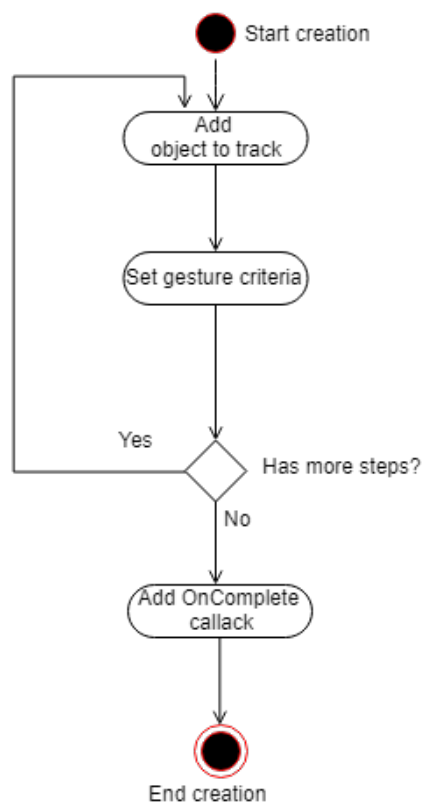 Start creation
Add
object to track
Set gesture criteria
Yes
Has more steps?
No
Add OnComplete
callack
End creation